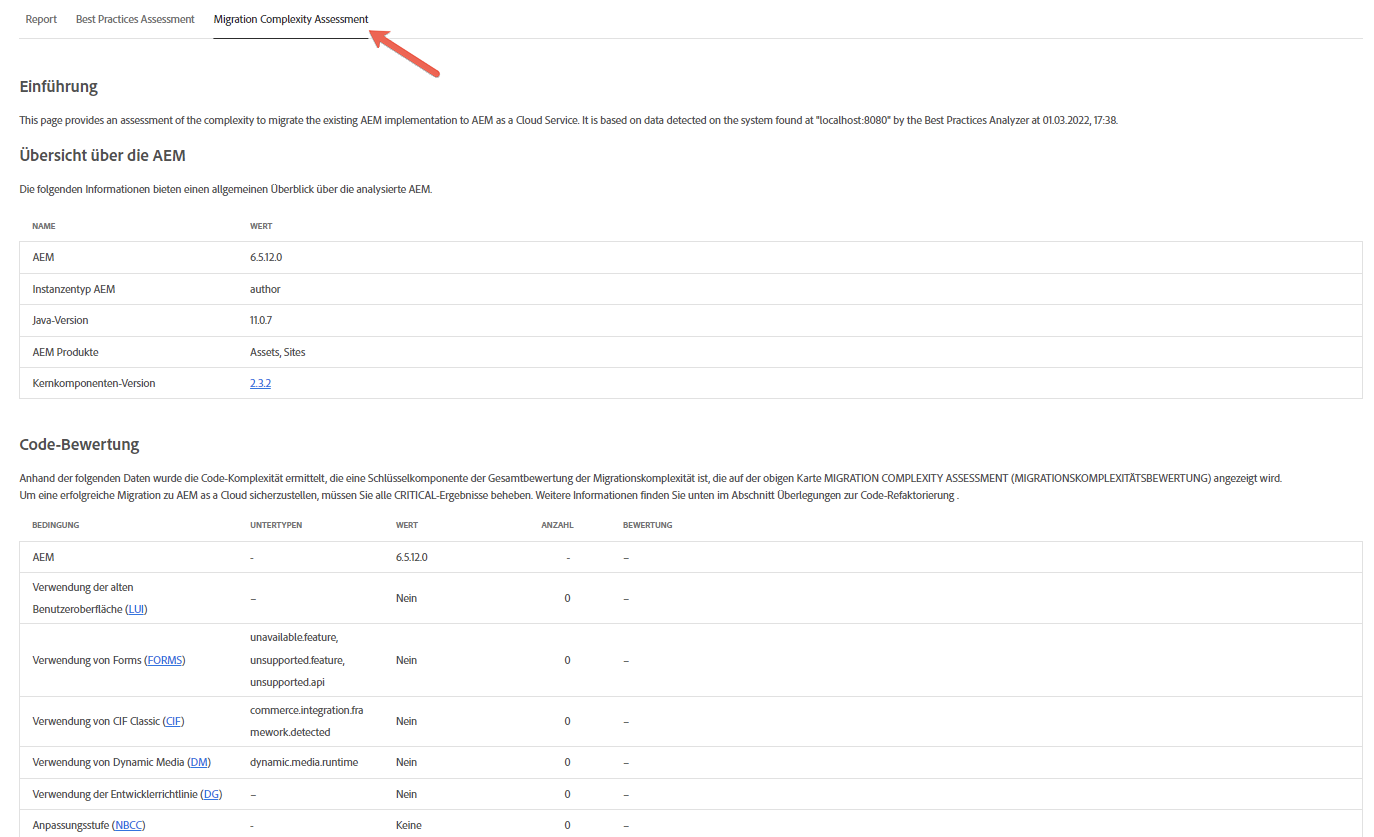 Report Best Practices Assessment Migration Complexity Assessment
Einführung
This page provides an assessment of the complexity to migrate the existing AEM implementation to AEM as a Cloud Service. It is based on data detected on the system found at "localhost:8080" by the Best Practices Analyzer at 01.03.2022, 17:38.
Übersicht über die AEM
Die folgenden Informationen bieten einen allgemeinen Überblick über die analysierte AEM.
NAME WERT
AEM 6.5.12.0
Instanzentyp AEM author
Java-Version 11.0.7
AEM Produkte Assets, Sites
Kernkomponenten-Version 2.3.2
Code-Bewertung
Anhand der folgenden Daten wurde die Code-Komplexität ermittelt, die eine Schlüsselkomponente der Gesamtbewertung der Migrationskomplexität ist, die auf der obigen Karte MIGRATION COMPLEXITY ASSESSMENT (MIGRATIONSKOMPLEXITÄTSBEWERTUNG) angezeigt wird.
Um eine erfolgreiche Migration zu AEM as a Cloud sicherzustellen, müssen Sie alle CRITICAL-Ergebnisse beheben. Weitere Informationen finden Sie unten im Abschnitt Überlegungen zur Code-Refaktorierung .
BEDINGUNG UNTERTYPEN WERT ANZAHL BEWERTUNG
AEM - 6.5.12.0 - –
Verwendung der alten
Benutzeroberfläche (LUI) – Nein 0 –
unavailable.feature,
Verwendung von Forms (FORMS) unsupported.feature, Nein 0 –
unsupported.api
commerce.integration.fra
Verwendung von CIF Classic (CIF) Nein 0 –
mework.detected
Verwendung von Dynamic Media (DM) dynamic.media.runtime Nein 0 –
Verwendung der Entwicklerrichtlinie (DG) – Nein 0 –
Anpassungsstufe (NBCC) - Keine 0 –